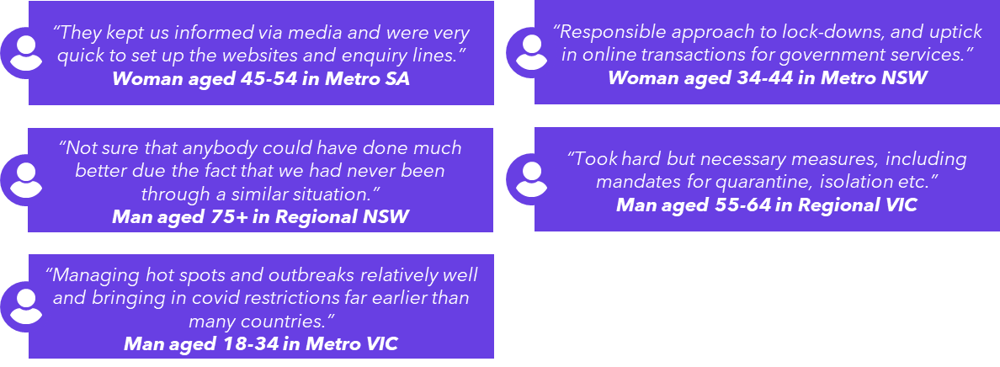 “They kept us informed via media and were very
quick to set up the websites and enquiry lines.”
Woman aged 45-54 in Metro SA
“Responsible approach to lock-downs, and uptick
in online transactions for government services.”
Woman aged 34-44 in Metro NSW
“Not sure that anybody could have done much
better due the fact that we had never been
through a similar situation.”
Man aged 75+ in Regional NSW
“Took hard but necessary measures, including
mandates for quarantine, isolation etc.”
Man aged 55-64 in Regional VIC
“Managing hot spots and outbreaks relatively well
and bringing in covid restrictions far earlier than
many countries.”
Man aged 18-34 in Metro VIC